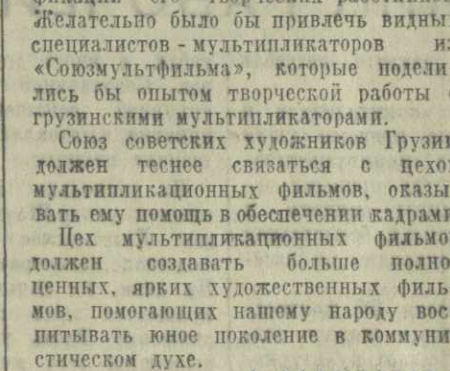 Желательно было бы привлечь видны
специалистов - мультипликаторов из
«Союзмультфильма», которые подели
лись бы опытом творческой работы с
грузинскими мультипликаторами.
Союз советских художников Грузии
должен теснее связаться с цехо
мультипликационных фильмов, оказы
вать ему помощь в обеспечении кадрами
Цех мультипликационных фильмо
должен создавать больше полно
ценных, ярких художественных филь
мов, помогающих нашему народу вос
питывать юное поколение в коммуни
стическом духе.